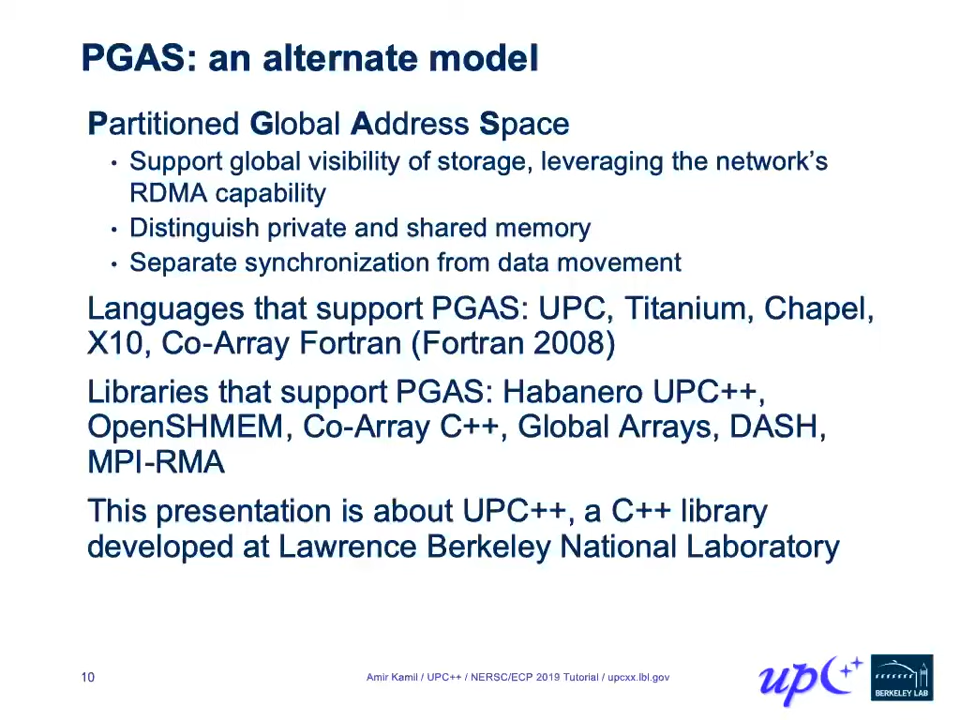 PGAS: an alternate model
Partitioned Global Address Space
• Support global visibility of storage, leveraging the network’s
RDMA capability
• Distinguish private and shared memory
• Separate synchronization from data movement
Languages that support PGAS: UPC, Titanium, Chapel,
X10, Co-Array Fortran (Fortran 2008)
Libraries that support PGAS: Habanero UPC++,
OpenSHMEM, Co-Array C++, Global Arrays, DASH,
MPI-RMA
This presentation is about UPC++, a C++ library
developed at Lawrence Berkeley National Laboratory
10
Amir Kamil / UPC++ / NERSC/ECP 2019 Tutorial / upcxx.lbl.gov
upC++
BERKELEY LAB